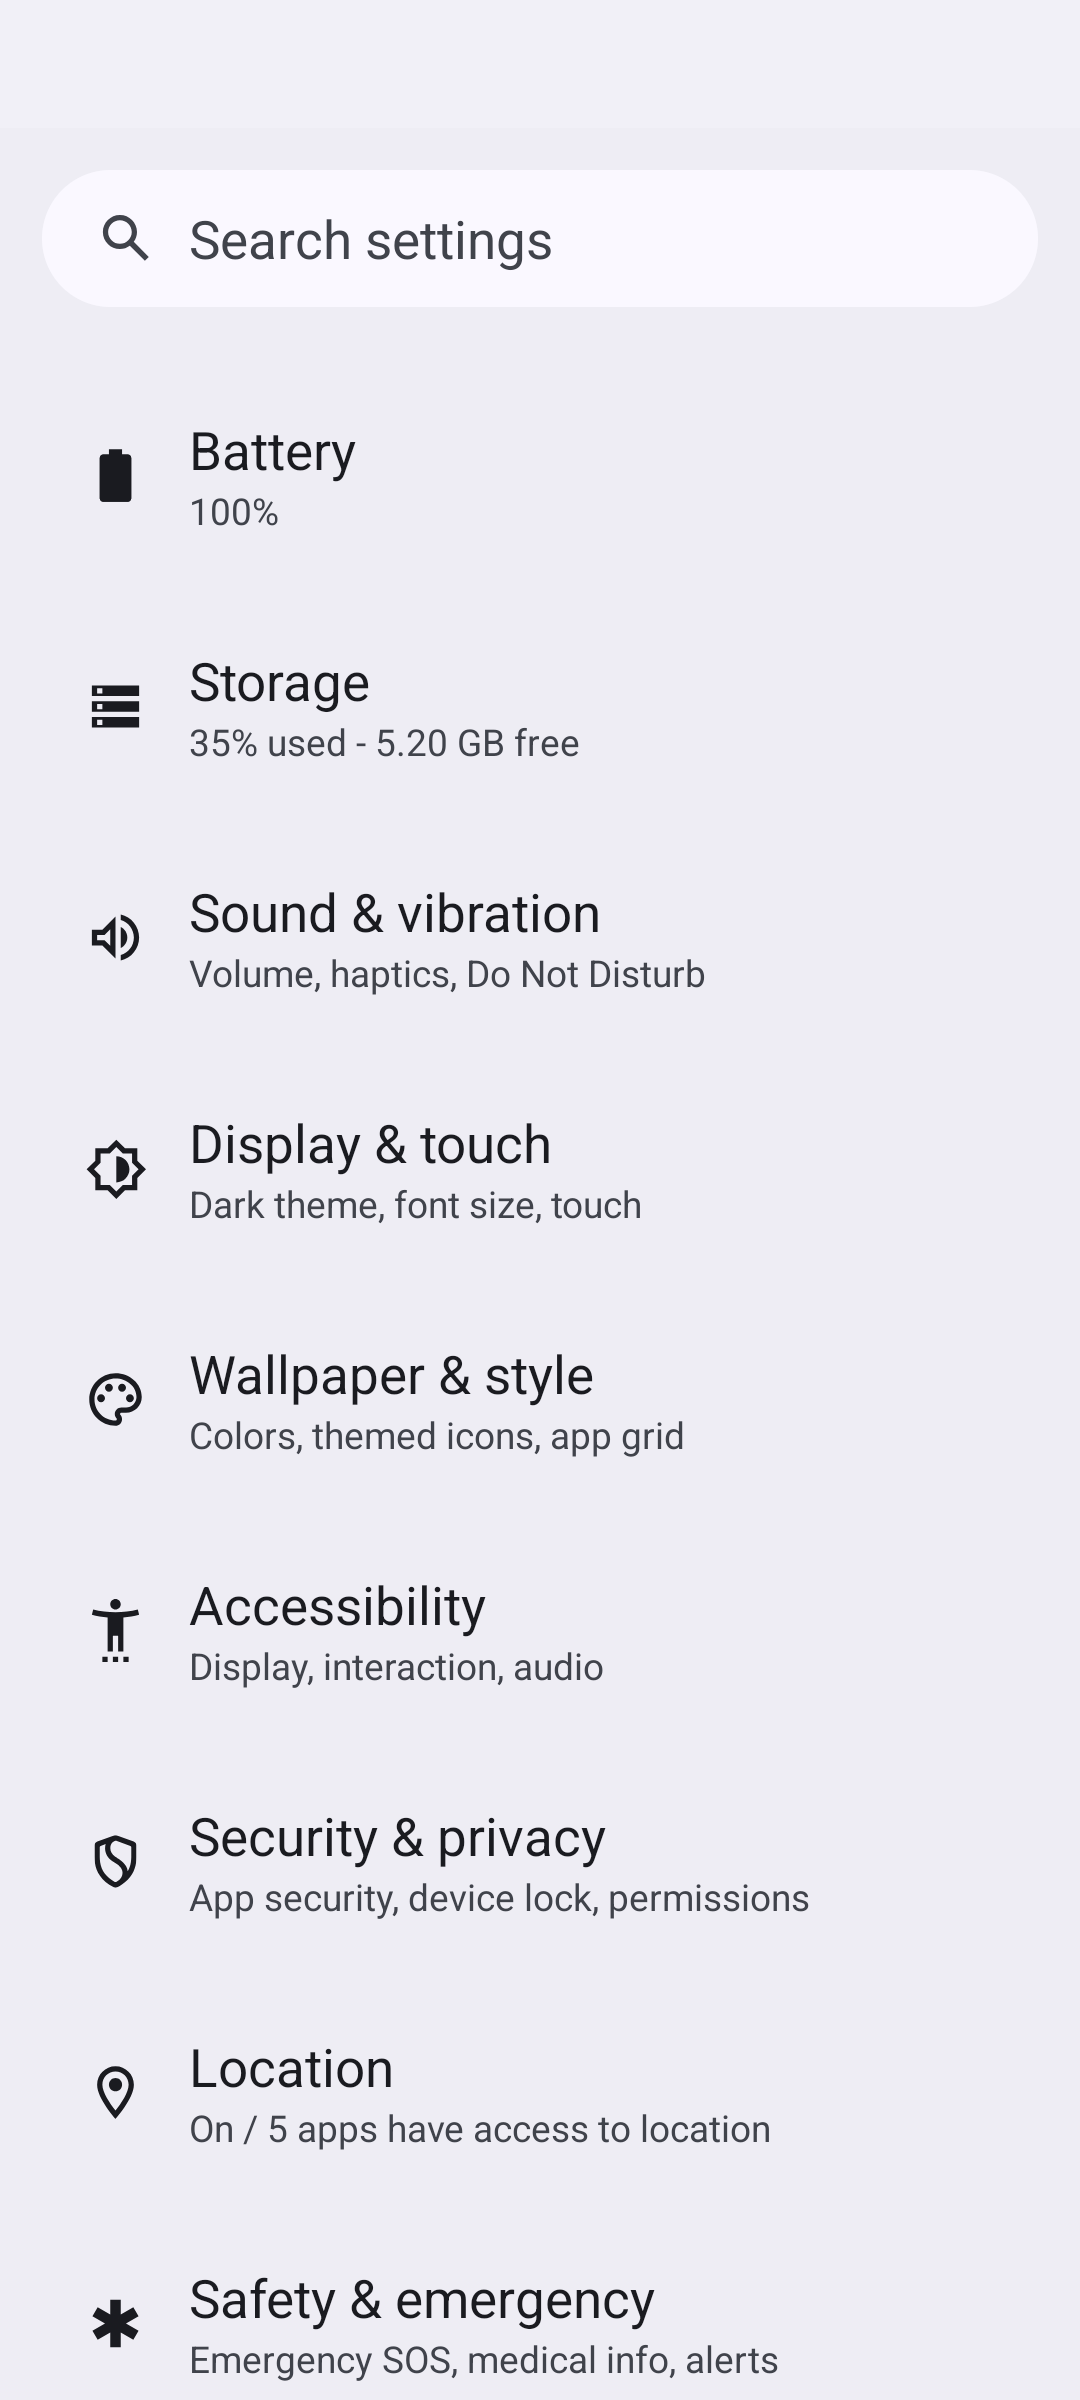 Search settings
Battery
100%
Storage
35% used - 5.20 GB free
Sound & vibration
Volume, haptics, Do Not Disturb
Display & touch
Dark theme, font size, touch
Wallpaper & style
Colors, themed icons, app grid
Accessibility
Display, interaction, audio
Security & privacy
App security, device lock, permissions
Location
On / 5 apps have access to location
Safety & emergency
Emergency SOS, medical info, alerts